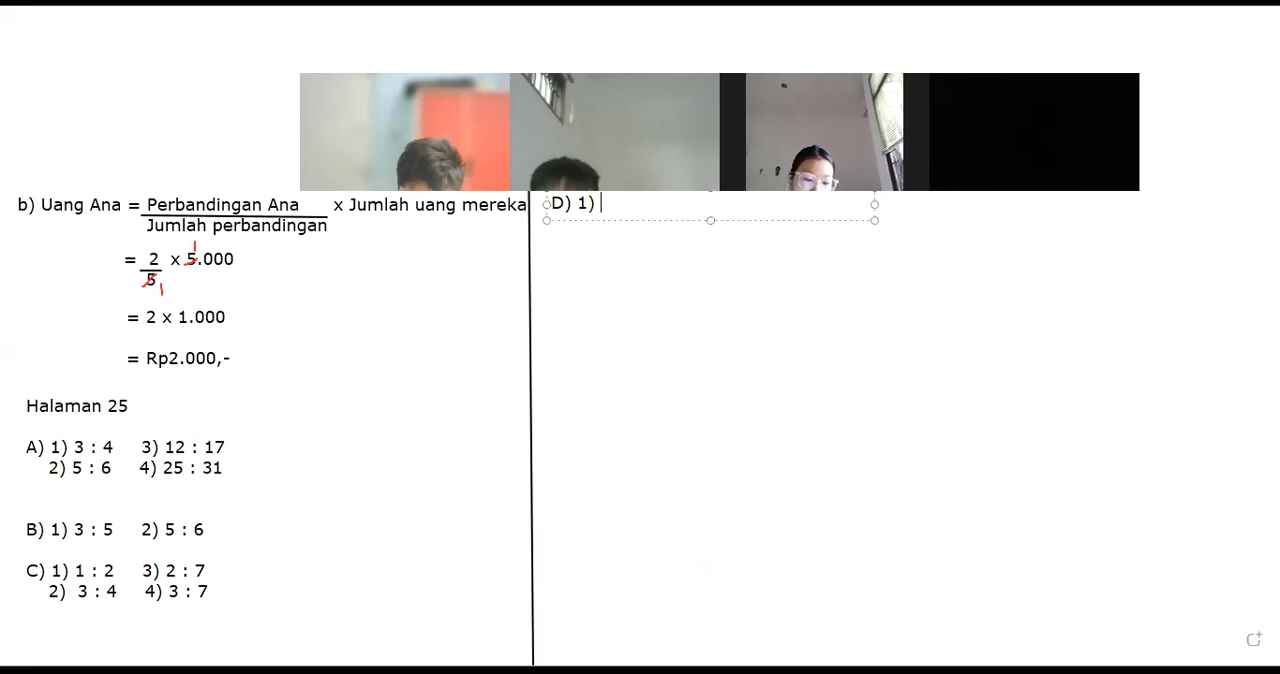 b) Uang Ana = Perbandingan Ana x Jumlah uang mereka
Jumlah perbandingan
= 2 x 5.000 1
5 1
= 2 x 1.000
= Rp2.000,-
Halaman 25
A) 1) 3 : 4 3) 12 : 17
2) 5 : 6 4) 25 : 31
B) 1) 3 : 5 2) 5 : 6
C) 1) 1 : 2 3) 2 : 7
2) 3 : 4 4) 3 : 7
D) 1)